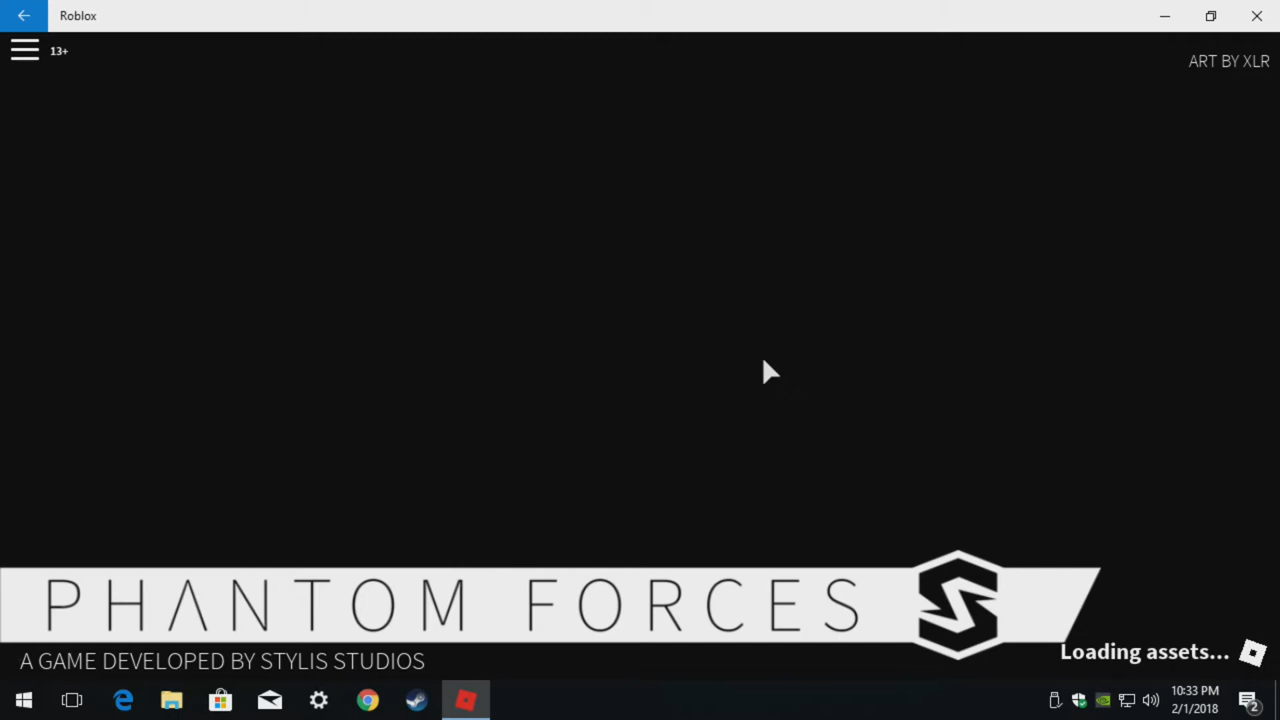 Roblox
13+
ART BY XLR
PHANTOM FORCES
A GAME DEVELOPED BY STYLIS STUDIOS
Loading assets...
10:33 PM
2/1/2018
2